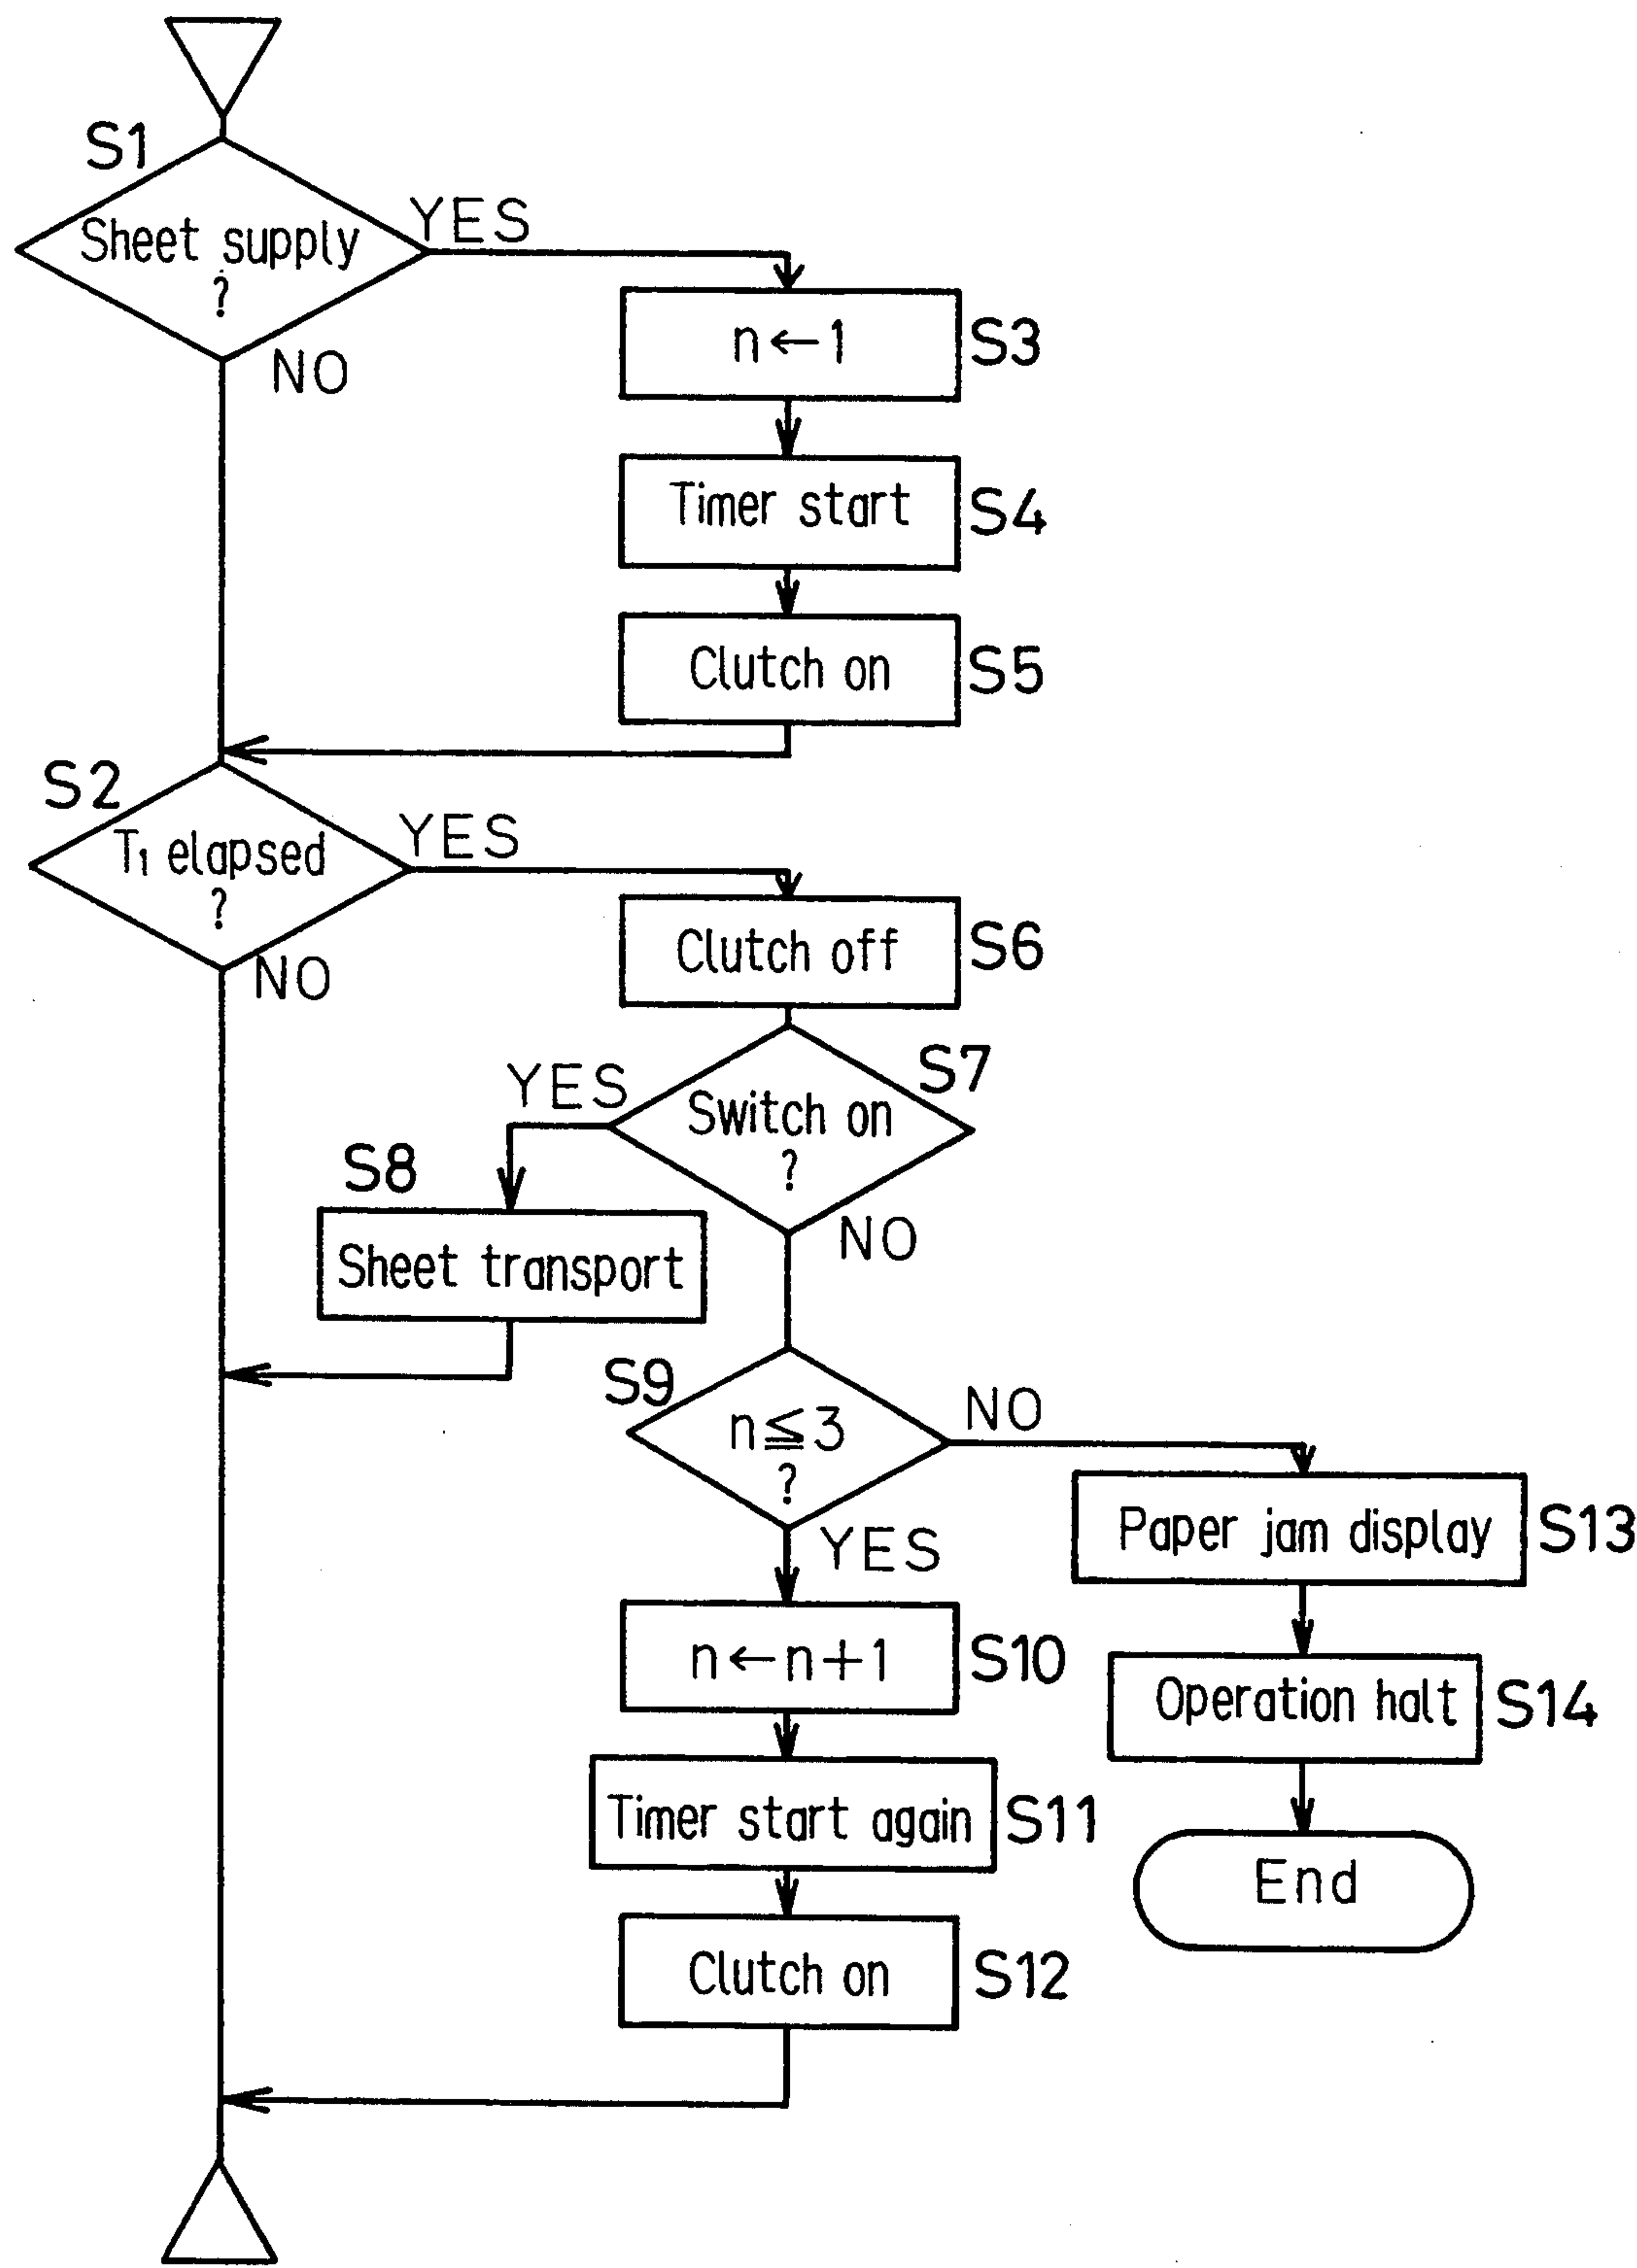 S1
Sheet supply
?
YES
NO
n←1
S3
Timer start
S4
Clutch on
S5
S2
T₁ elapsed
?
YES
NO
Clutch off
S6
S7
Switch on
?
YES
NO
S8
Sheet transport
S9
n≦3
?
NO
YES
Paper jam display
S13
n←n+1
S10
Operation halt
S14
Timer start again
S11
End
Clutch on
S12